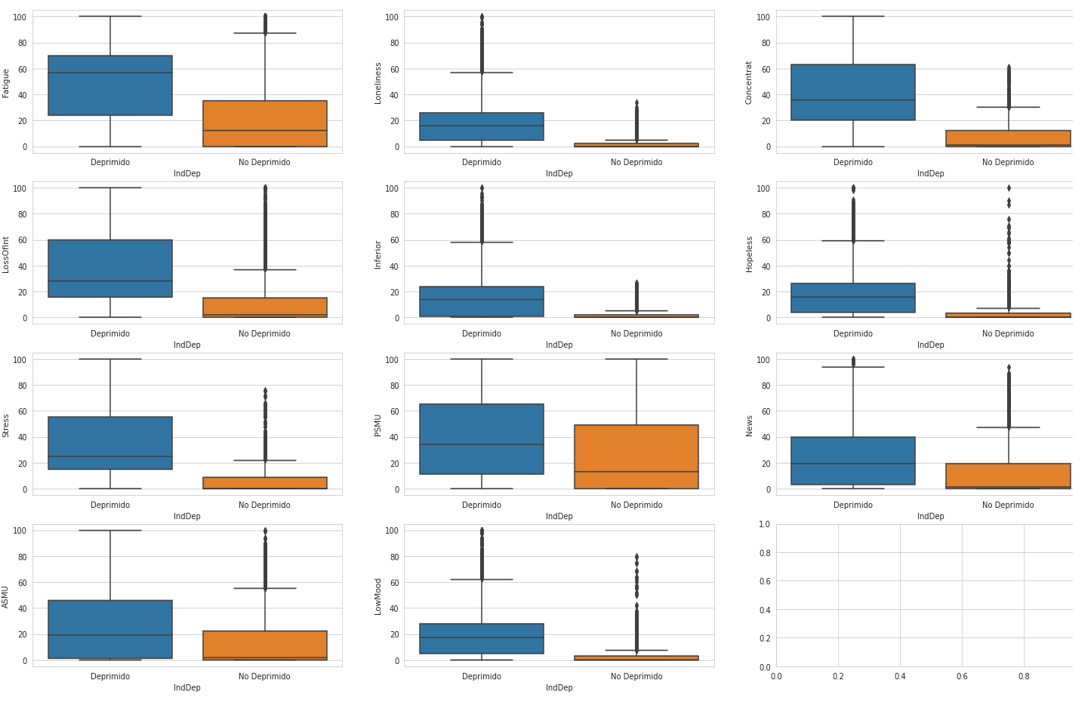 Fatigue
100
80
60
40
20
0
Deprimido No Deprimido
IndDep
Loneliness
100
80
60
40
20
0
Deprimido No Deprimido
IndDep
Concentrat
100
80
60
40
20
0
Deprimido No Deprimido
IndDep
LossOfInt
100
80
60
40
20
0
Deprimido No Deprimido
IndDep
Inferior
100
80
60
40
20
0
Deprimido No Deprimido
IndDep
Hopeless
100
80
60
40
20
0
Deprimido No Deprimido
IndDep
Stress
100
80
60
40
20
0
Deprimido No Deprimido
IndDep
PSMU
100
80
60
40
20
0
Deprimido No Deprimido
IndDep
News
100
80
60
40
20
0
Deprimido No Deprimido
IndDep
ASMU
100
80
60
40
20
0
Deprimido No Deprimido
IndDep
LowMood
100
80
60
40
20
0
Deprimido No Deprimido
IndDep
1.0
0.8
0.6
0.4
0.2
0.0
0.0 0.2 0.4 0.6 0.8